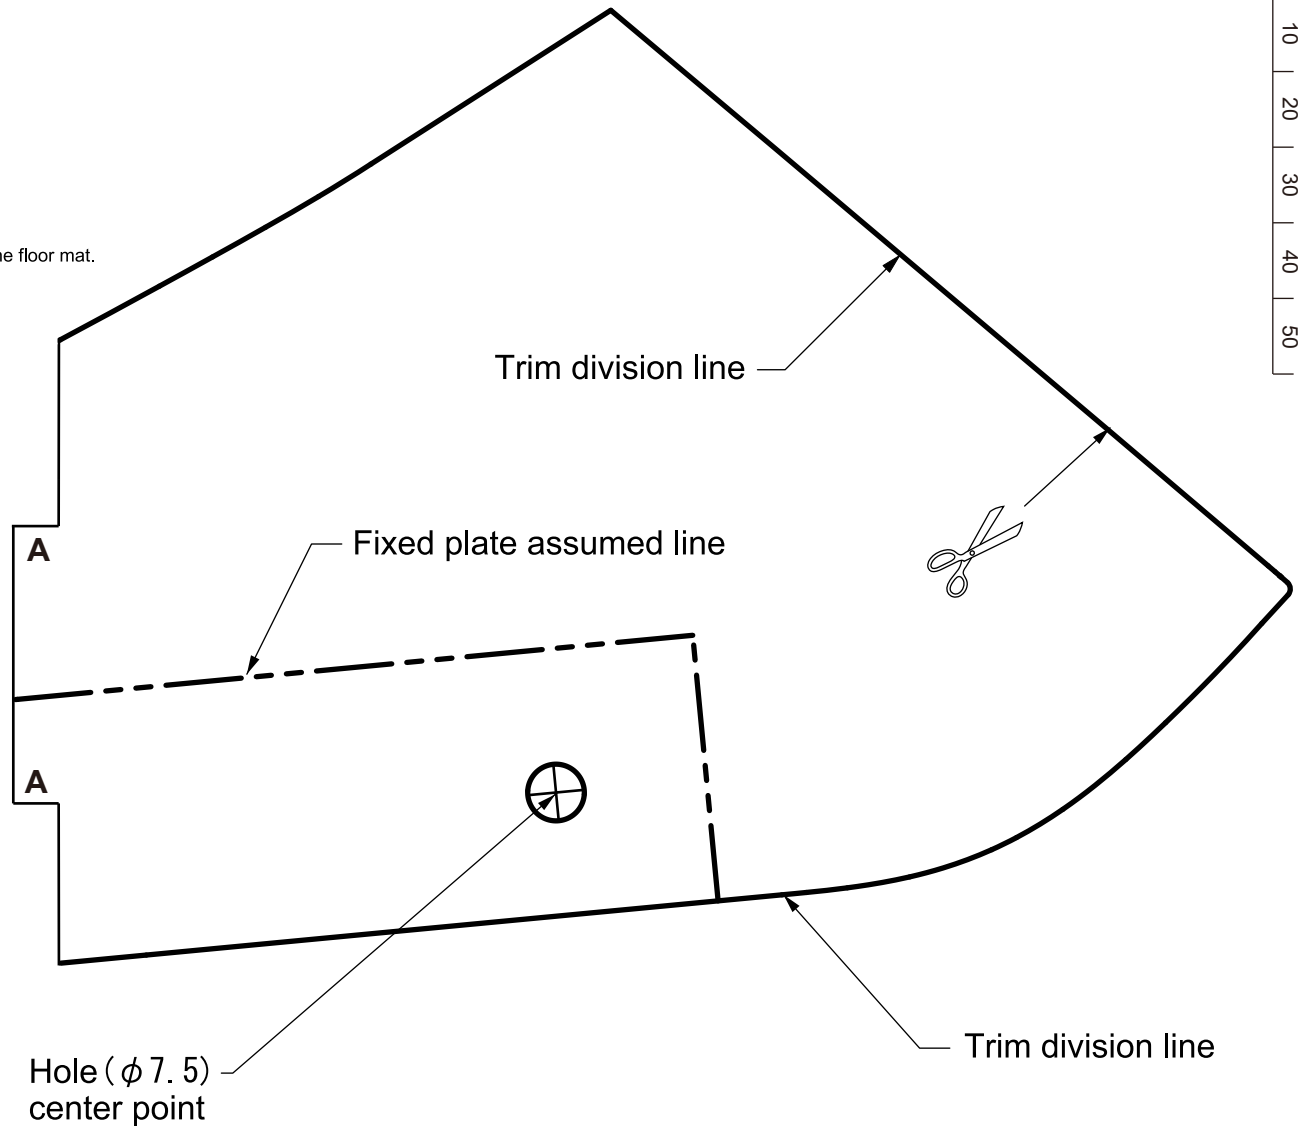 10
20
30
40
50
floor mat.
Trim division line
A
Fixed plate assumed line
A
Hole (φ7.5)
center point
Trim division line